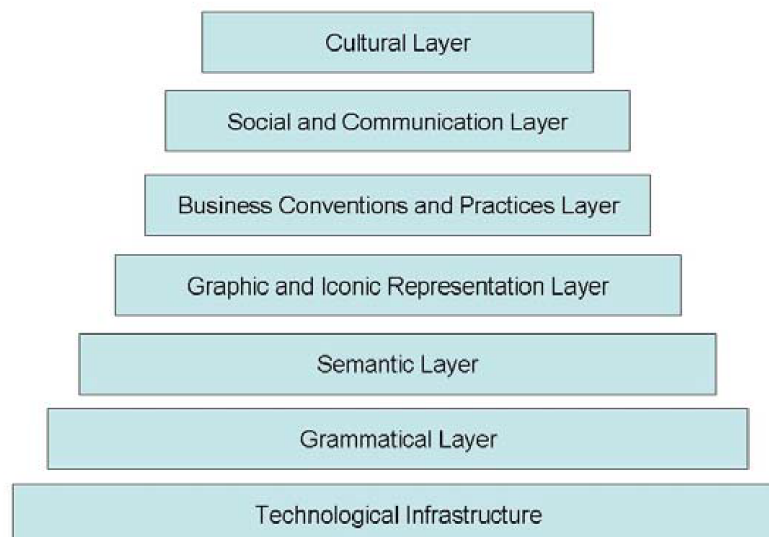 Cultural Layer
Social and Communication Layer
Business Conventions and Practices Layer
Graphic and Iconic Representation Layer
Semantic Layer
Grammatical Layer
Technological Infrastructure